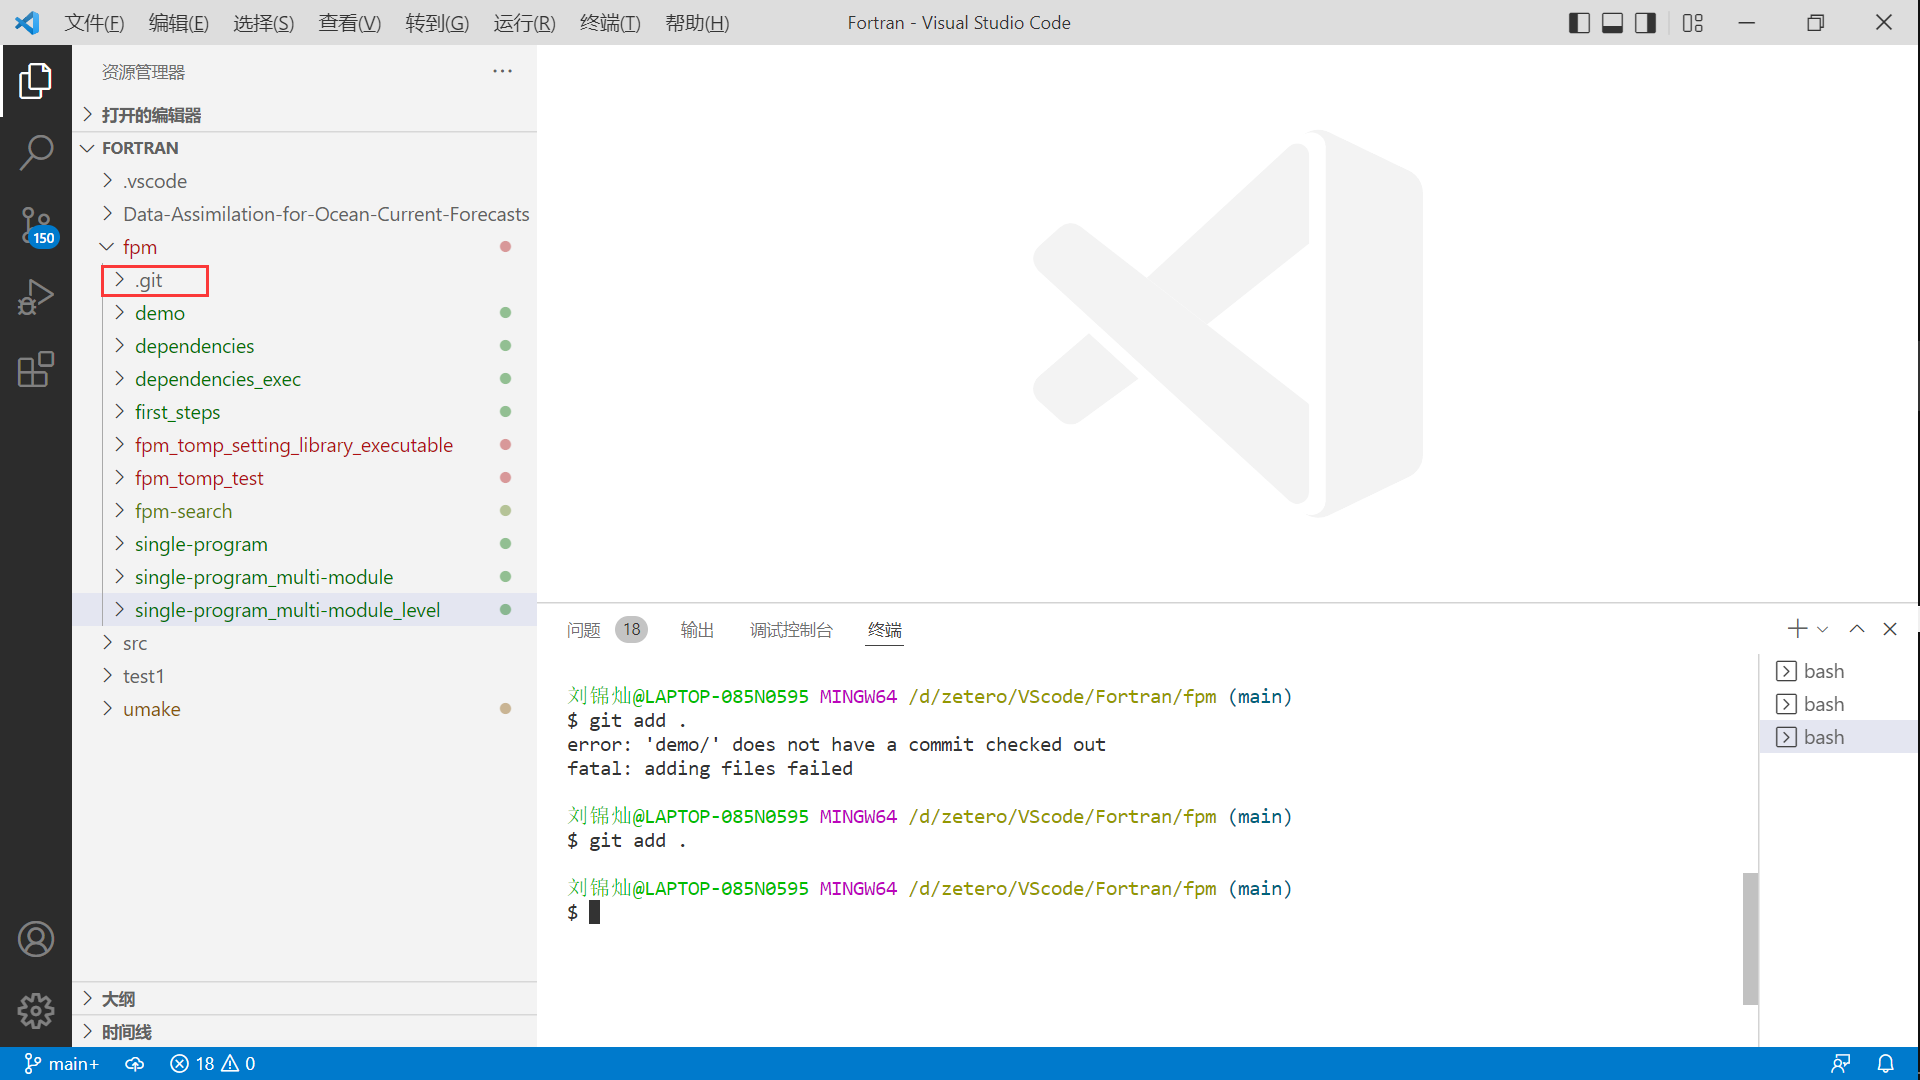 文件(F) 编辑(E) 选择(S) 查看(V) 转到(G) 运行(R) 终端(T) 帮助(H) Fortran - Visual Studio Code
资源管理器 ···
打开的编辑器
FORTRAN
.vscode
Data-Assimilation-for-Ocean-Current-Forecasts
150
fpm
.git
demo
dependencies
dependencies_exec
first_steps
fpm_tomp_setting_library_executable
fpm_tomp_test
fpm-search
single-program
single-program_multi-module
single-program_multi-module_level
src
test1
umake
大纲
时间线
问题 18 输出 调试控制台 终端
刘锦灿@LAPTOP-085N0595 MINGW64 /d/zetero/VScode/Fortran/fpm (main)
$ git add .
error: 'demo/' does not have a commit checked out
fatal: adding files failed
刘锦灿@LAPTOP-085N0595 MINGW64 /d/zetero/VScode/Fortran/fpm (main)
$ git add .
刘锦灿@LAPTOP-085N0595 MINGW64 /d/zetero/VScode/Fortran/fpm (main)
$
bash
bash
bash
main+ 18 0